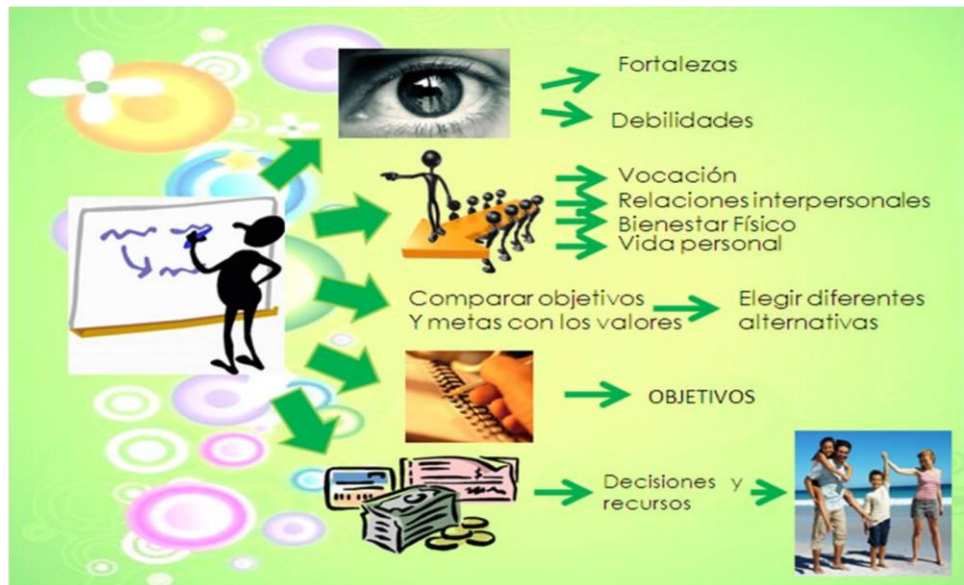 Fortalezas
Debilidades
Vocación
Relaciones interpersonales
Bienestar Físico
Vida personal
Comparar objetivos
Y metas con los valores
Elegir diferentes
alternativas
OBJETIVOS
Decisiones y
recursos